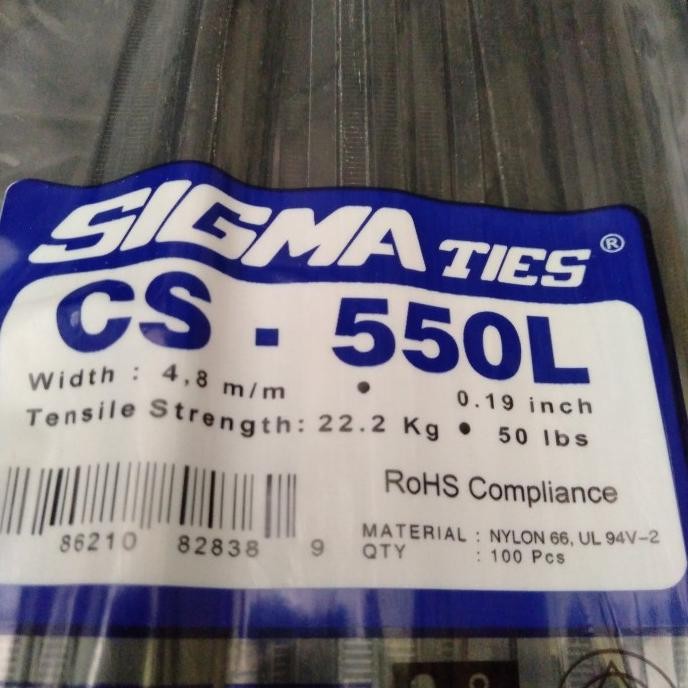 SIGMA TIES ®
CS - 550L
Width : 4,8 m/m • 0.19 inch
Tensile Strength: 22.2 Kg • 50 lbs
RoHS Compliance
MATERIAL : NYLON 66, UL 94V-2
QTY : 100 Pcs
86210 82838 9